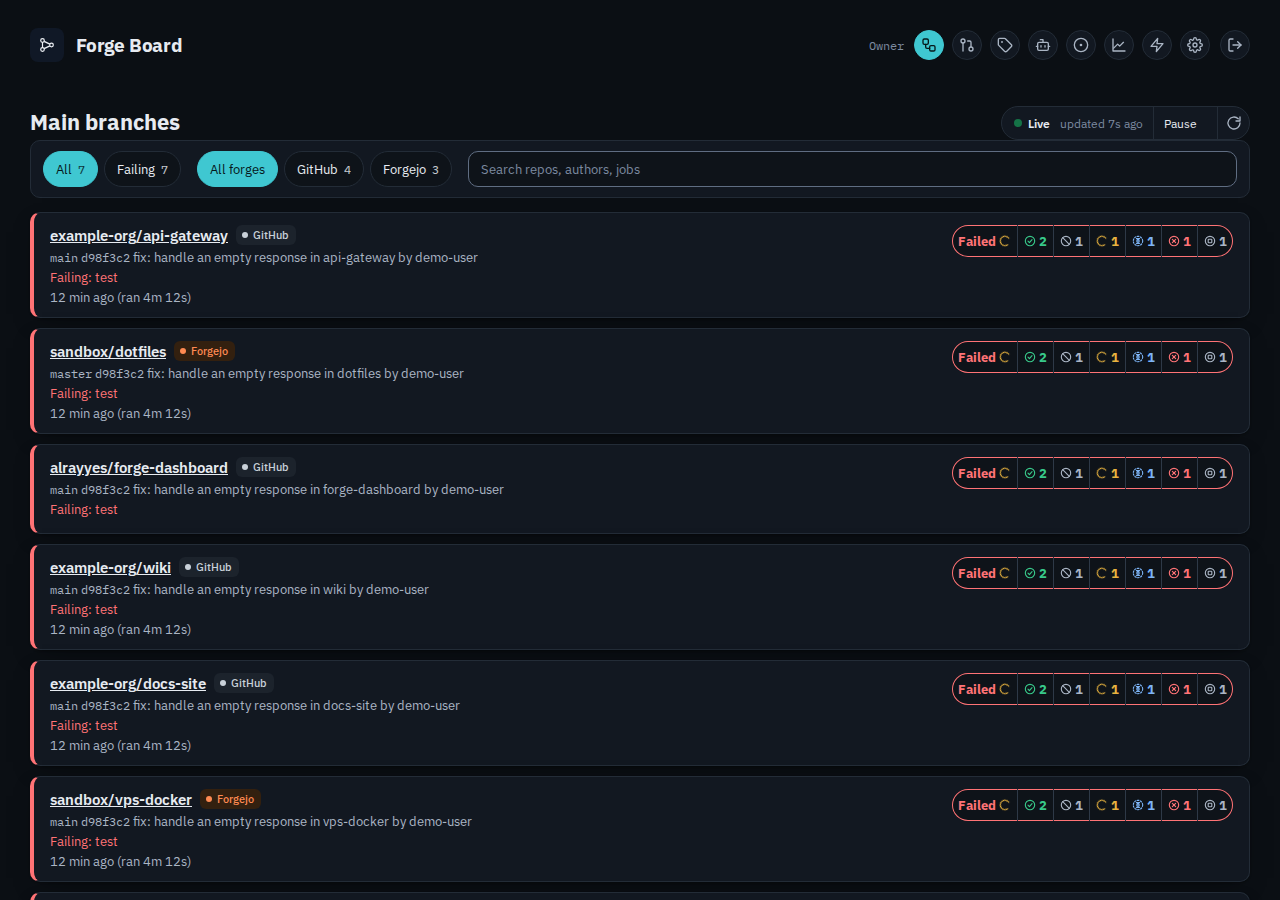 Forge Board
Owner
Main branches
Live updated 7s ago Pause
All 7 Failing 7 All forges GitHub 4 Forgejo 3 Search repos, authors, jobs
example-org/api-gateway GitHub
Failed 2 1 1 1 1 1
main d98f3c2 fix: handle an empty response in api-gateway by demo-user
Failing: test
12 min ago (ran 4m 12s)
sandbox/dotfiles Forgejo
Failed 2 1 1 1 1 1
master d98f3c2 fix: handle an empty response in dotfiles by demo-user
Failing: test
12 min ago (ran 4m 12s)
alrayyes/forge-dashboard GitHub
Failed 2 1 1 1 1 1
main d98f3c2 fix: handle an empty response in forge-dashboard by demo-user
Failing: test
example-org/wiki GitHub
Failed 2 1 1 1 1 1
main d98f3c2 fix: handle an empty response in wiki by demo-user
Failing: test
12 min ago (ran 4m 12s)
example-org/docs-site GitHub
Failed 2 1 1 1 1 1
main d98f3c2 fix: handle an empty response in docs-site by demo-user
Failing: test
12 min ago (ran 4m 12s)
sandbox/vps-docker Forgejo
Failed 2 1 1 1 1 1
main d98f3c2 fix: handle an empty response in vps-docker by demo-user
Failing: test
12 min ago (ran 4m 12s)